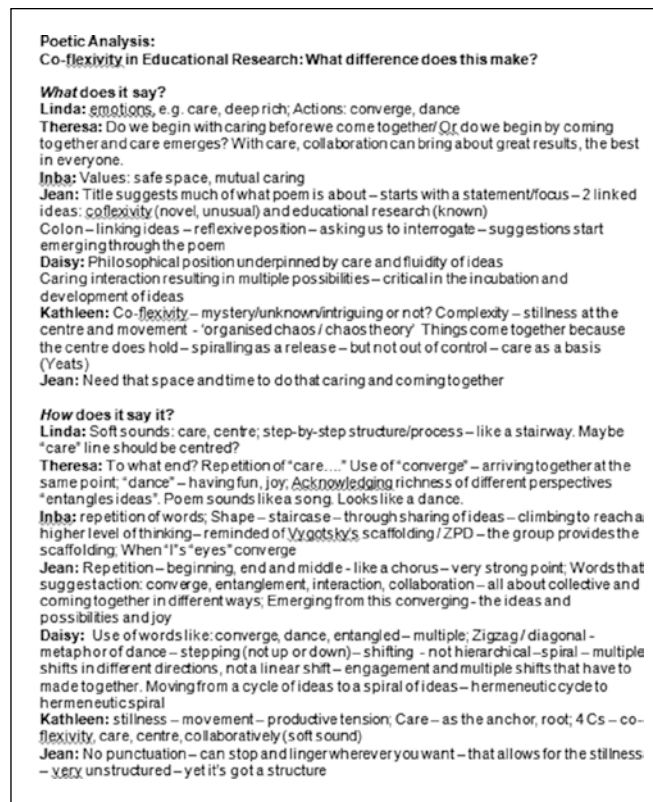 Poetic Analysis:
Co-flexivity in Educational Research: What difference does this make?
What does it say?
Linda: emotions, e.g. care, deep rich; Actions: converge, dance
Theresa: Do we begin with caring before we come together/ Or do we begin by coming
together and care emerges? With care, collaboration can bring about great results, the best
in everyone.
Inba: Values: safe space, mutual caring
Jean: Title suggests much of what poem is about – starts with a statement/focus – 2 linked
ideas: coflexivity (novel, unusual) and educational research (known)
Colon – linking ideas – reflexive position – asking us to interrogate – suggestions start
emerging through the poem
Daisy: Philosophical position underpinned by care and fluidity of ideas
Caring interaction resulting in multiple possibilities – critical in the incubation and
development of ideas
Kathleen: Co-flexivity – mystery/unknown/intriguing or not? Complexity – stillness at the
centre and movement - 'organised chaos / chaos theory' Things come together because
the centre does hold – spiralling as a release – but not out of control – care as a basis
(Yeats)
Jean: Need that space and time to do that caring and coming together
How does it say it?
Linda: Soft sounds: care, centre; step-by-step structure/process – like a stairway. Maybe
"care" line should be centred?
Theresa: To what end? Repetition of "care...." Use of "converge" – arriving together at the
same point; "dance" – having fun, joy; Acknowledging richness of different perspectives
"entangles ideas". Poem sounds like a song. Looks like a dance.
Inba: repetition of words; Shape – staircase – through sharing of ideas – climbing to reach a
higher level of thinking – reminded of Vygotsky's scaffolding / ZPD – the group provides the
scaffolding; When "I"s "eyes" converge
Jean: Repetition – beginning, end and middle - like a chorus – very strong point; Words that
suggest action: converge, entanglement, interaction, collaboration – all about collective and
coming together in different ways; Emerging from this converging - the ideas and
possibilities and joy
Daisy: Use of words like: converge, dance, entangled – multiple; Zigzag / diagonal -
metaphor of dance – stepping (not up or down) – shifting - not hierarchical – spiral – multiple
shifts in different directions, not a linear shift – engagement and multiple shifts that have to
made together. Moving from a cycle of ideas to a spiral of ideas – hermeneutic cycle to
hermeneutic spiral
Kathleen: stillness – movement – productive tension; Care – as the anchor, root; 4 Cs – co-
flexivity, care, centre, collaboratively (soft sound)
Jean: No punctuation – can stop and linger wherever you want – that allows for the stillness
– very unstructured – yet it's got a structure